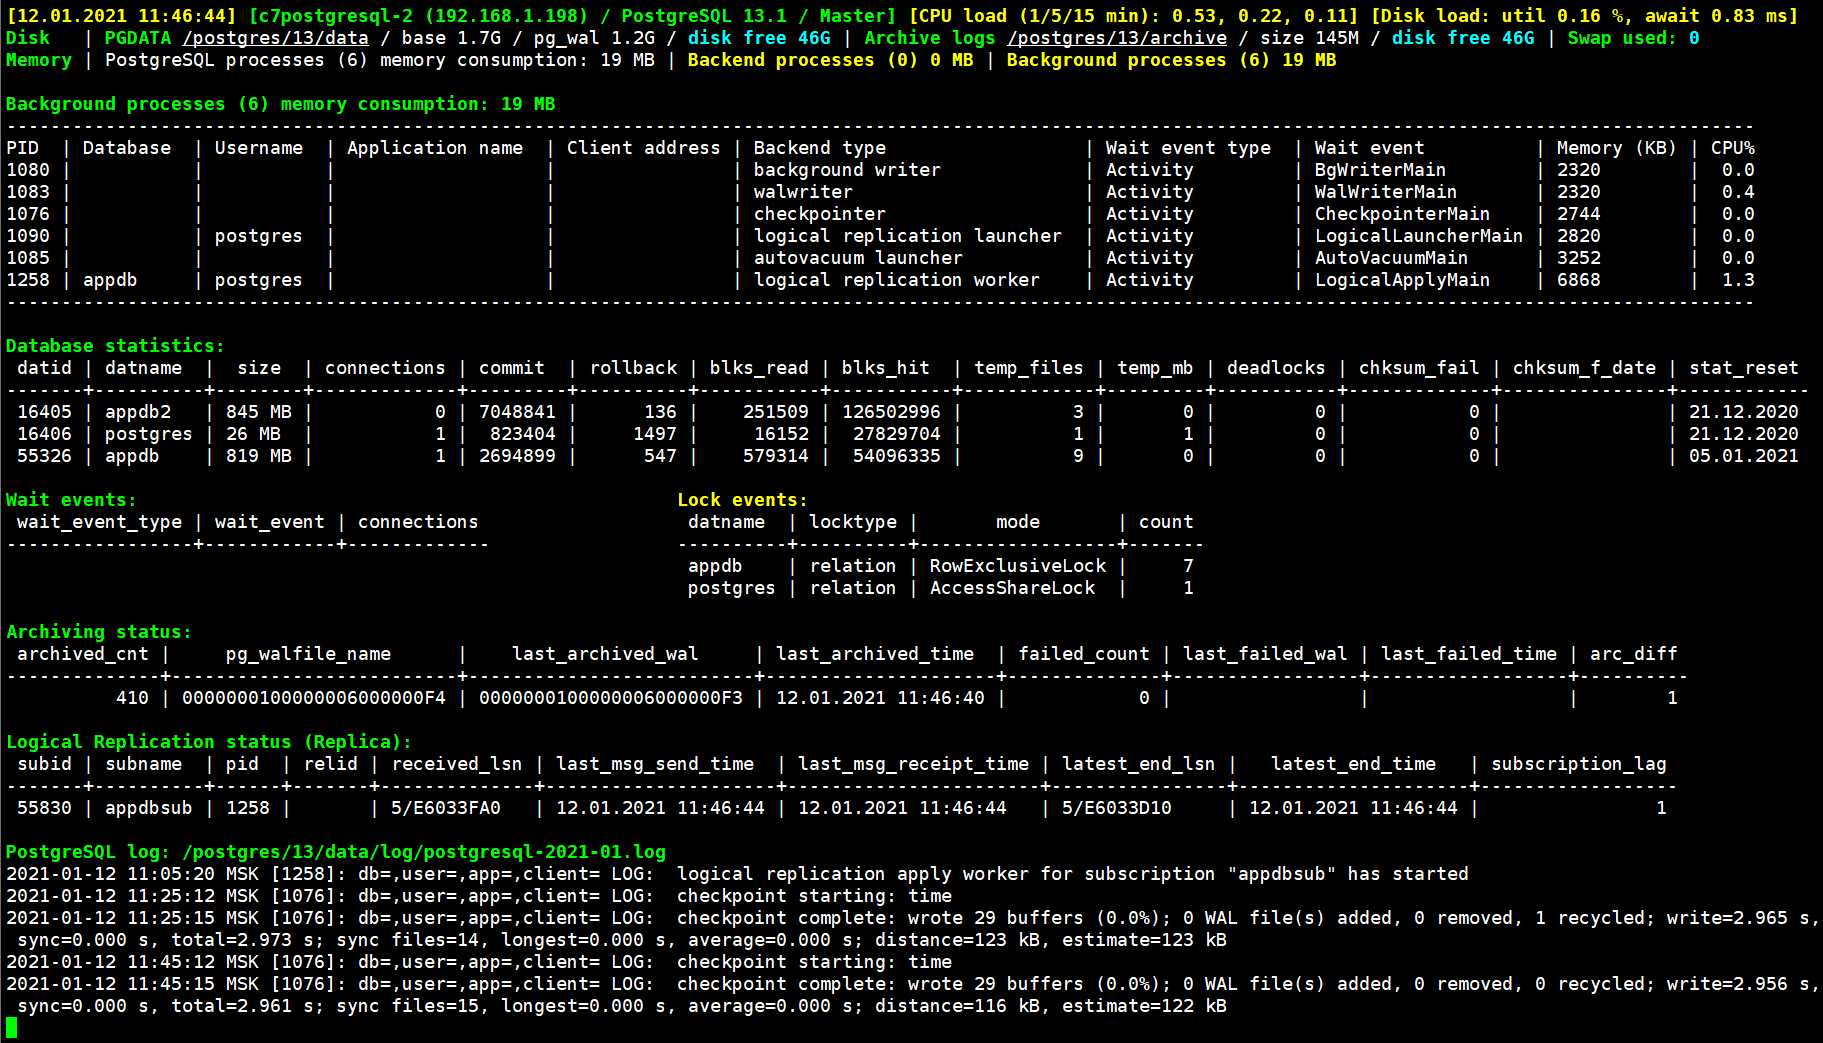 [12.01.2021 11:46:44] [c7postgresql-2 (192.168.1.198) / PostgreSQL 13.1 / Master] [CPU load (1/5/15 min): 0.53, 0.22, 0.11] [Disk load: util 0.16 %, await 0.83 ms]
Disk   | PGDATA /postgres/13/data / base 1.7G / pg_wal 1.2G / disk free 46G | Archive logs /postgres/13/archive / size 145M / disk free 46G | Swap used: 0
Memory | PostgreSQL processes (6) memory consumption: 19 MB | Backend processes (0) 0 MB | Background processes (6) 19 MB
Background processes (6) memory consumption: 19 MB
PID  | Database  | Username  | Application name  | Client address | Backend type                  | Wait event type  | Wait event          | Memory (KB) | CPU%
1080 |           |           |                   |                | background writer             | Activity         | BgWriterMain        | 2320        |  0.0
1083 |           |           |                   |                | walwriter                     | Activity         | WalWriterMain       | 2320        |  0.4
1076 |           |           |                   |                | checkpointer                  | Activity         | CheckpointerMain    | 2744        |  0.0
1090 |           | postgres  |                   |                | logical replication launcher  | Activity         | LogicalLauncherMain | 2820        |  0.0
1085 |           |           |                   |                | autovacuum launcher           | Activity         | AutoVacuumMain      | 3252        |  0.0
1258 | appdb     | postgres  |                   |                | logical replication worker    | Activity         | LogicalApplyMain    | 6868        |  1.3
Database statistics:
 datid | datname  |  size  | connections | commit  | rollback | blks_read | blks_hit  | temp_files | temp_mb | deadlocks | chksum_fail | chksum_f_date | stat_reset
 16405 | appdb2   | 845 MB |           0 | 7048841 |      136 |    251509 | 126502996 |          3 |       0 |         0 |           0 |               | 21.12.2020
 16406 | postgres | 26 MB  |           1 |  823404 |     1497 |     16152 |  27829704 |          1 |       1 |         0 |           0 |               | 21.12.2020
 55326 | appdb    | 819 MB |           1 | 2694899 |      547 |    579314 |  54096335 |          9 |       0 |         0 |           0 |               | 05.01.2021
Wait events:                                                 Lock events:
 wait_event_type | wait_event | connections                   datname  | locktype |       mode       | count
                                                              appdb    | relation | RowExclusiveLock |     7
                                                              postgres | relation | AccessShareLock  |     1
Archiving status:
 archived_cnt |     pg_walfile_name      |    last_archived_wal     | last_archived_time  | failed_count | last_failed_wal | last_failed_time | arc_diff
          410 | 0000000100000006000000F4 | 0000000100000006000000F3 | 12.01.2021 11:46:40 |            0 |                 |                  |        1
Logical Replication status (Replica):
 subid | subname  | pid  | relid | received_lsn | last_msg_send_time  | last_msg_receipt_time | latest_end_lsn |   latest_end_time   | subscription_lag
 55830 | appdbsub | 1258 |       | 5/E6033FA0   | 12.01.2021 11:46:44 | 12.01.2021 11:46:44   | 5/E6033D10     | 12.01.2021 11:46:44 |                1
PostgreSQL log: /postgres/13/data/log/postgresql-2021-01.log
2021-01-12 11:05:20 MSK [1258]: db=,user=,app=,client= LOG:  logical replication apply worker for subscription "appdbsub" has started
2021-01-12 11:25:12 MSK [1076]: db=,user=,app=,client= LOG:  checkpoint starting: time
2021-01-12 11:25:15 MSK [1076]: db=,user=,app=,client= LOG:  checkpoint complete: wrote 29 buffers (0.0%); 0 WAL file(s) added, 0 removed, 1 recycled; write=2.965 s,
 sync=0.000 s, total=2.973 s; sync files=14, longest=0.000 s, average=0.000 s; distance=123 kB, estimate=123 kB
2021-01-12 11:45:12 MSK [1076]: db=,user=,app=,client= LOG:  checkpoint starting: time
2021-01-12 11:45:15 MSK [1076]: db=,user=,app=,client= LOG:  checkpoint complete: wrote 29 buffers (0.0%); 0 WAL file(s) added, 0 removed, 0 recycled; write=2.956 s,
 sync=0.000 s, total=2.961 s; sync files=15, longest=0.000 s, average=0.000 s; distance=116 kB, estimate=122 kB